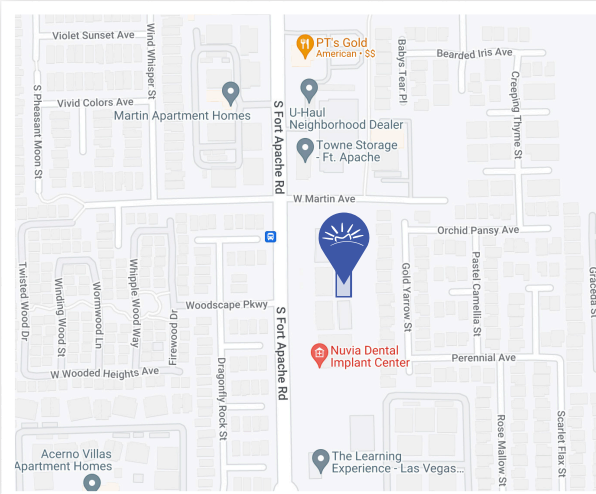 Violet Sunset Ave
Wind Whisper St
PT's Gold
American • $$
Babys Tear Pl
Bearded Iris Ave
S Pheasant Moon St
Vivid Colors Ave
Martin Apartment Homes
S Fort Apache Rd
U-Haul
Neighborhood Dealer
Creeping Thyme St
Towne Storage
- Ft. Apache
W Martin Ave
Orchid Pansy Ave
Twisted Wood Dr
Winding Wood St
Wormwood Ln
Whipple Wood Way
Firewood Dr
Woodscape Pkwy
Gold Yarrow St
Pastel Camellia St
Graceda S
S Fort Apache Rd
Nuvia Dental
Implant Center
Perennial Ave
W Wooded Heights Ave
Dragonfly Rock St
Rose Mallow St
Scarlet Flax St
Acerno Villas
Apartment Homes
The Learning
Experience - Las Vegas...